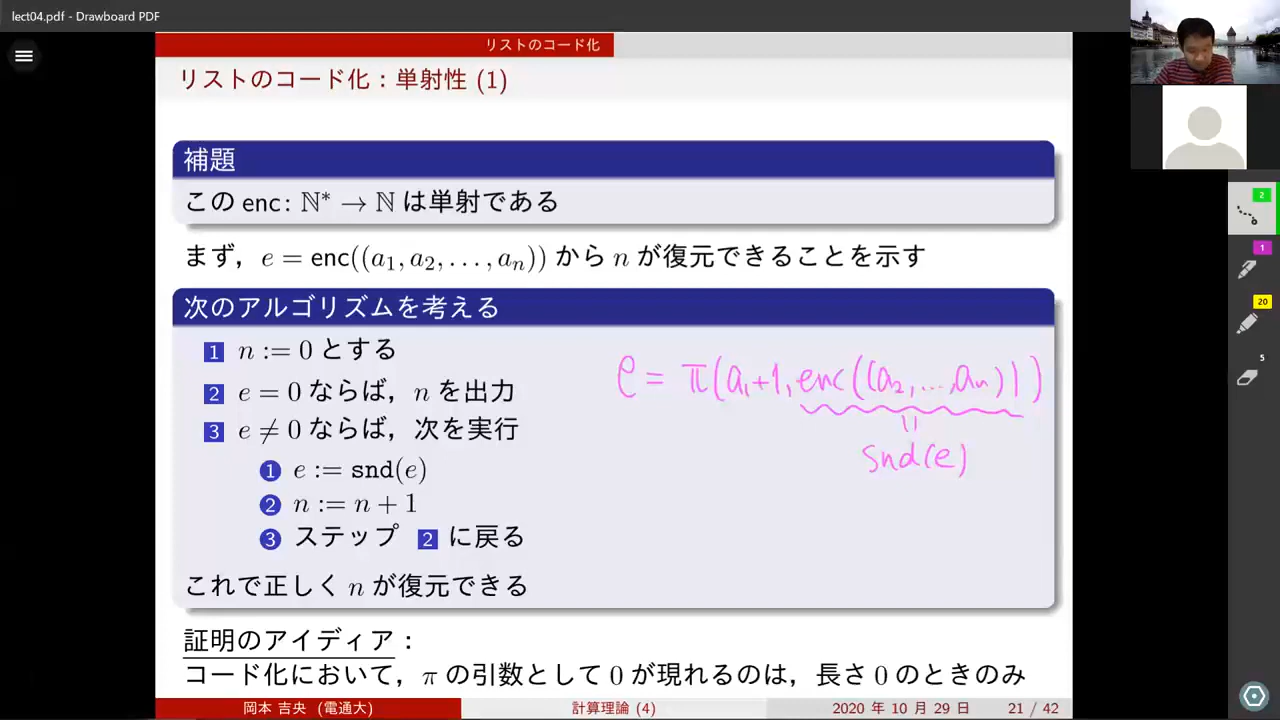 lect04.pdf - Drawboard PDF
リストのコード化
リストのコード化：単射性 (1)
補題
この enc: ℕ* → ℕ は単射である
まず，e = enc((a₁, a₂, . . . , aₙ)) から n が復元できることを示す
次のアルゴリズムを考える
1 n := 0 とする
2 e = 0 ならば，n を出力
3 e ≠ 0 ならば，次を実行
1 e := snd(e)
2 n := n + 1
3 ステップ 2 に戻る
これで正しく n が復元できる
e = π(a₁+1, enc((a₂, ..., aₙ)))
snd(e)
証明のアイディア：
コード化において，π の引数として 0 が現れるのは，長さ 0 のときのみ
岡本 吉央 (電通大) 計算理論 (4) 2020 年 10 月 29 日 21 / 42
2
1
20
5